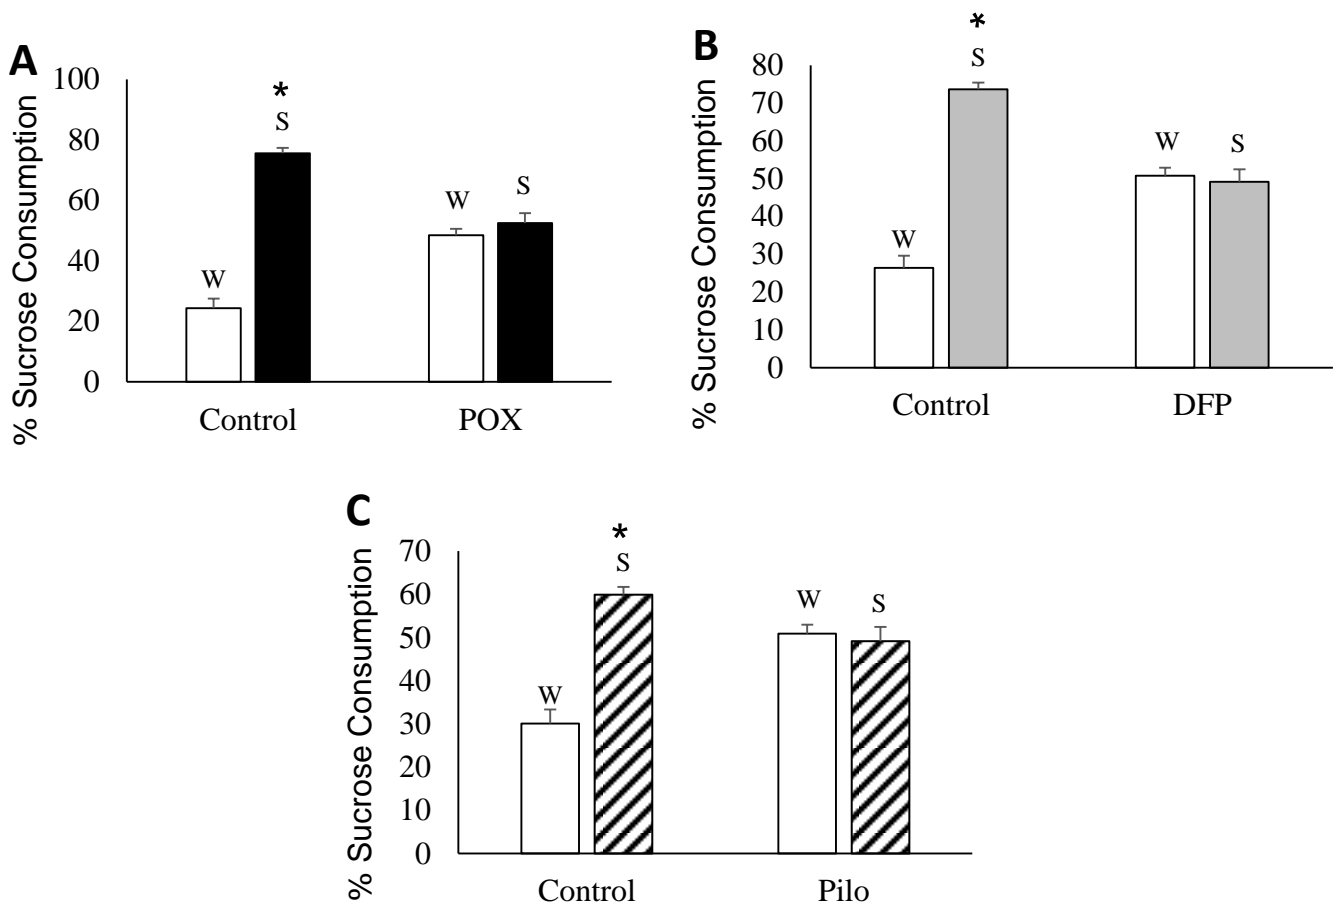 A
% Sucrose Consumption
100
80
60
40
20
0
*
S
W
W
S
Control
POX
B
% Sucrose Consumption
80
70
60
50
40
30
20
10
0
*
S
W
W
S
Control
DFP
C
% Sucrose Consumption
70
60
50
40
30
20
10
0
*
S
W
W
S
Control
Pilo